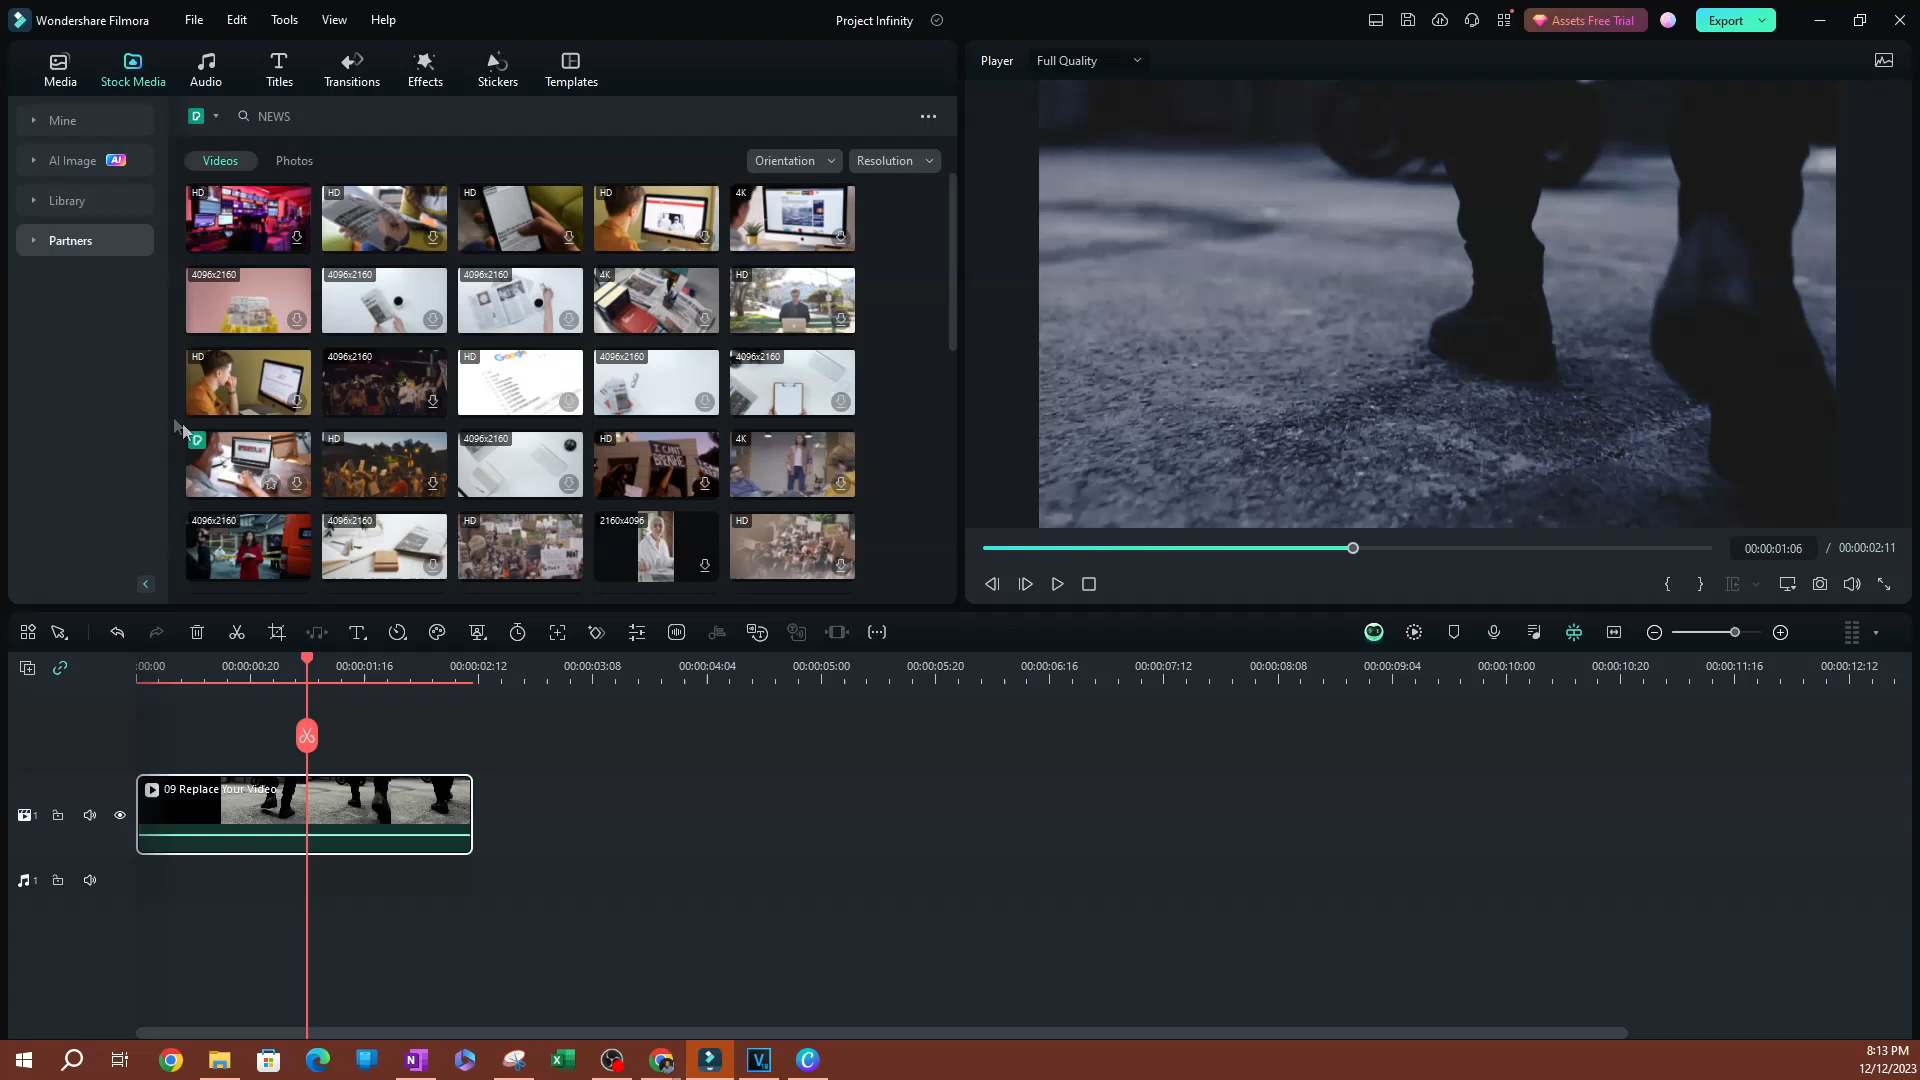 Wondershare Filmora File Edit Tools View Help Project Infinity Assets Free Trial Export
Media Stock Media Audio Titles Transitions Effects Stickers Templates
Player Full Quality
Mine
AI Image AI
Library
Partners
NEWS
Videos Photos Orientation Resolution
HD HD HD HD 4K
4096x2160 4096x2160 4096x2160 4K HD
HD 4096x2160 HD 4096x2160 4096x2160
HD 4096x2160 HD 4K
I CAN'T
BREATHE
4096x2160 4096x2160 HD 2160x4096 HD
00:00:01:06 / 00:00:02:11
:00:00 00:00:00:20 00:00:01:16 00:00:02:12 00:00:03:08 00:00:04:04 00:00:05:00 00:00:05:20 00:00:06:16 00:00:07:12 00:00:08:08 00:00:09:04 00:00:10:00 00:00:10:20 00:00:11:16 00:00:12:12
09 Replace Your Video
1
1
8:13 PM
12/12/2023